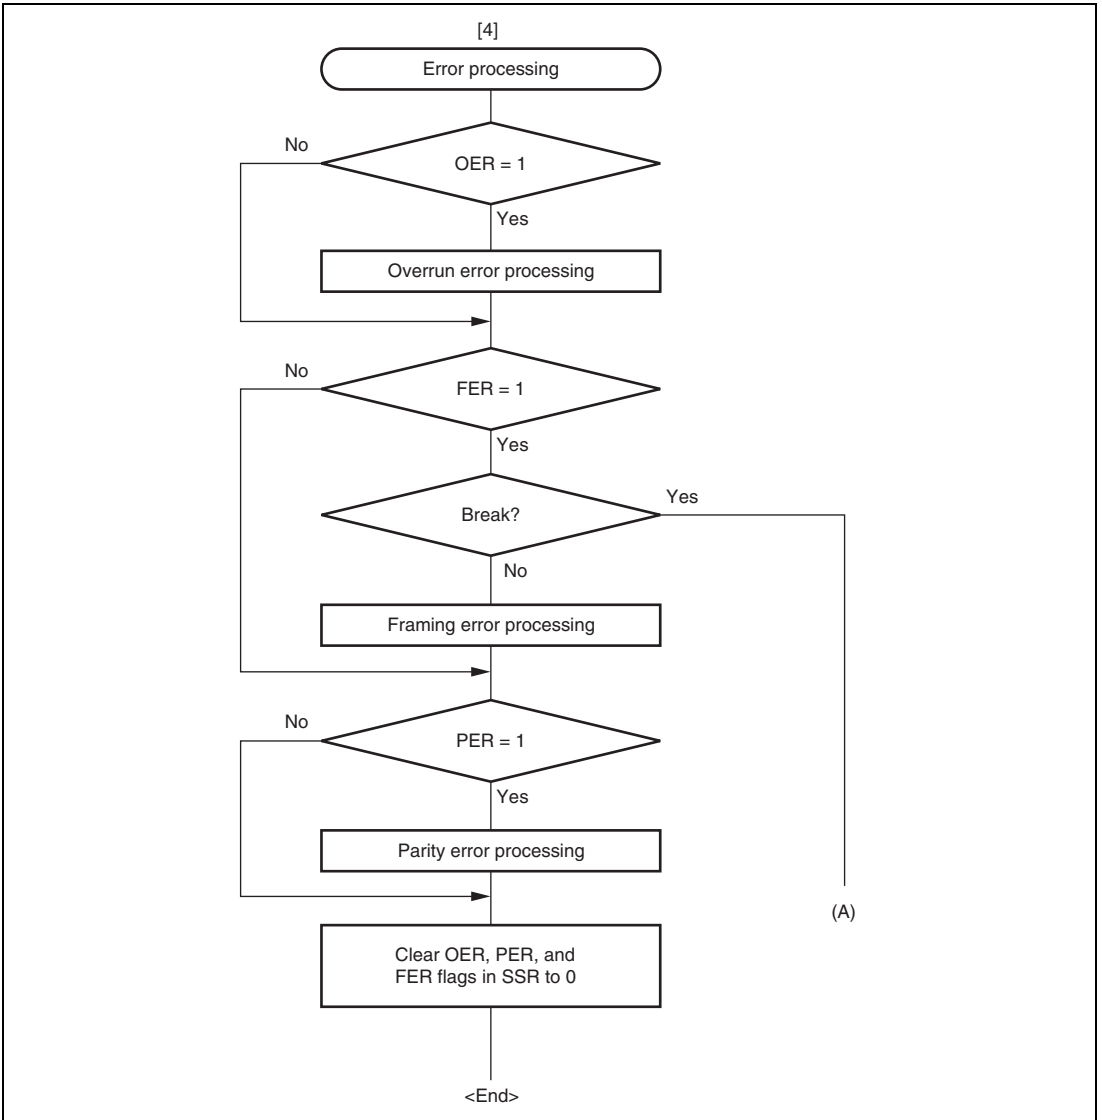 [4]
Error processing
No
OER = 1
Yes
Overrun error processing
No
FER = 1
Yes
Yes
Break?
No
Framing error processing
No
PER = 1
Yes
Parity error processing
(A)
Clear OER, PER, and
FER flags in SSR to 0
<End>